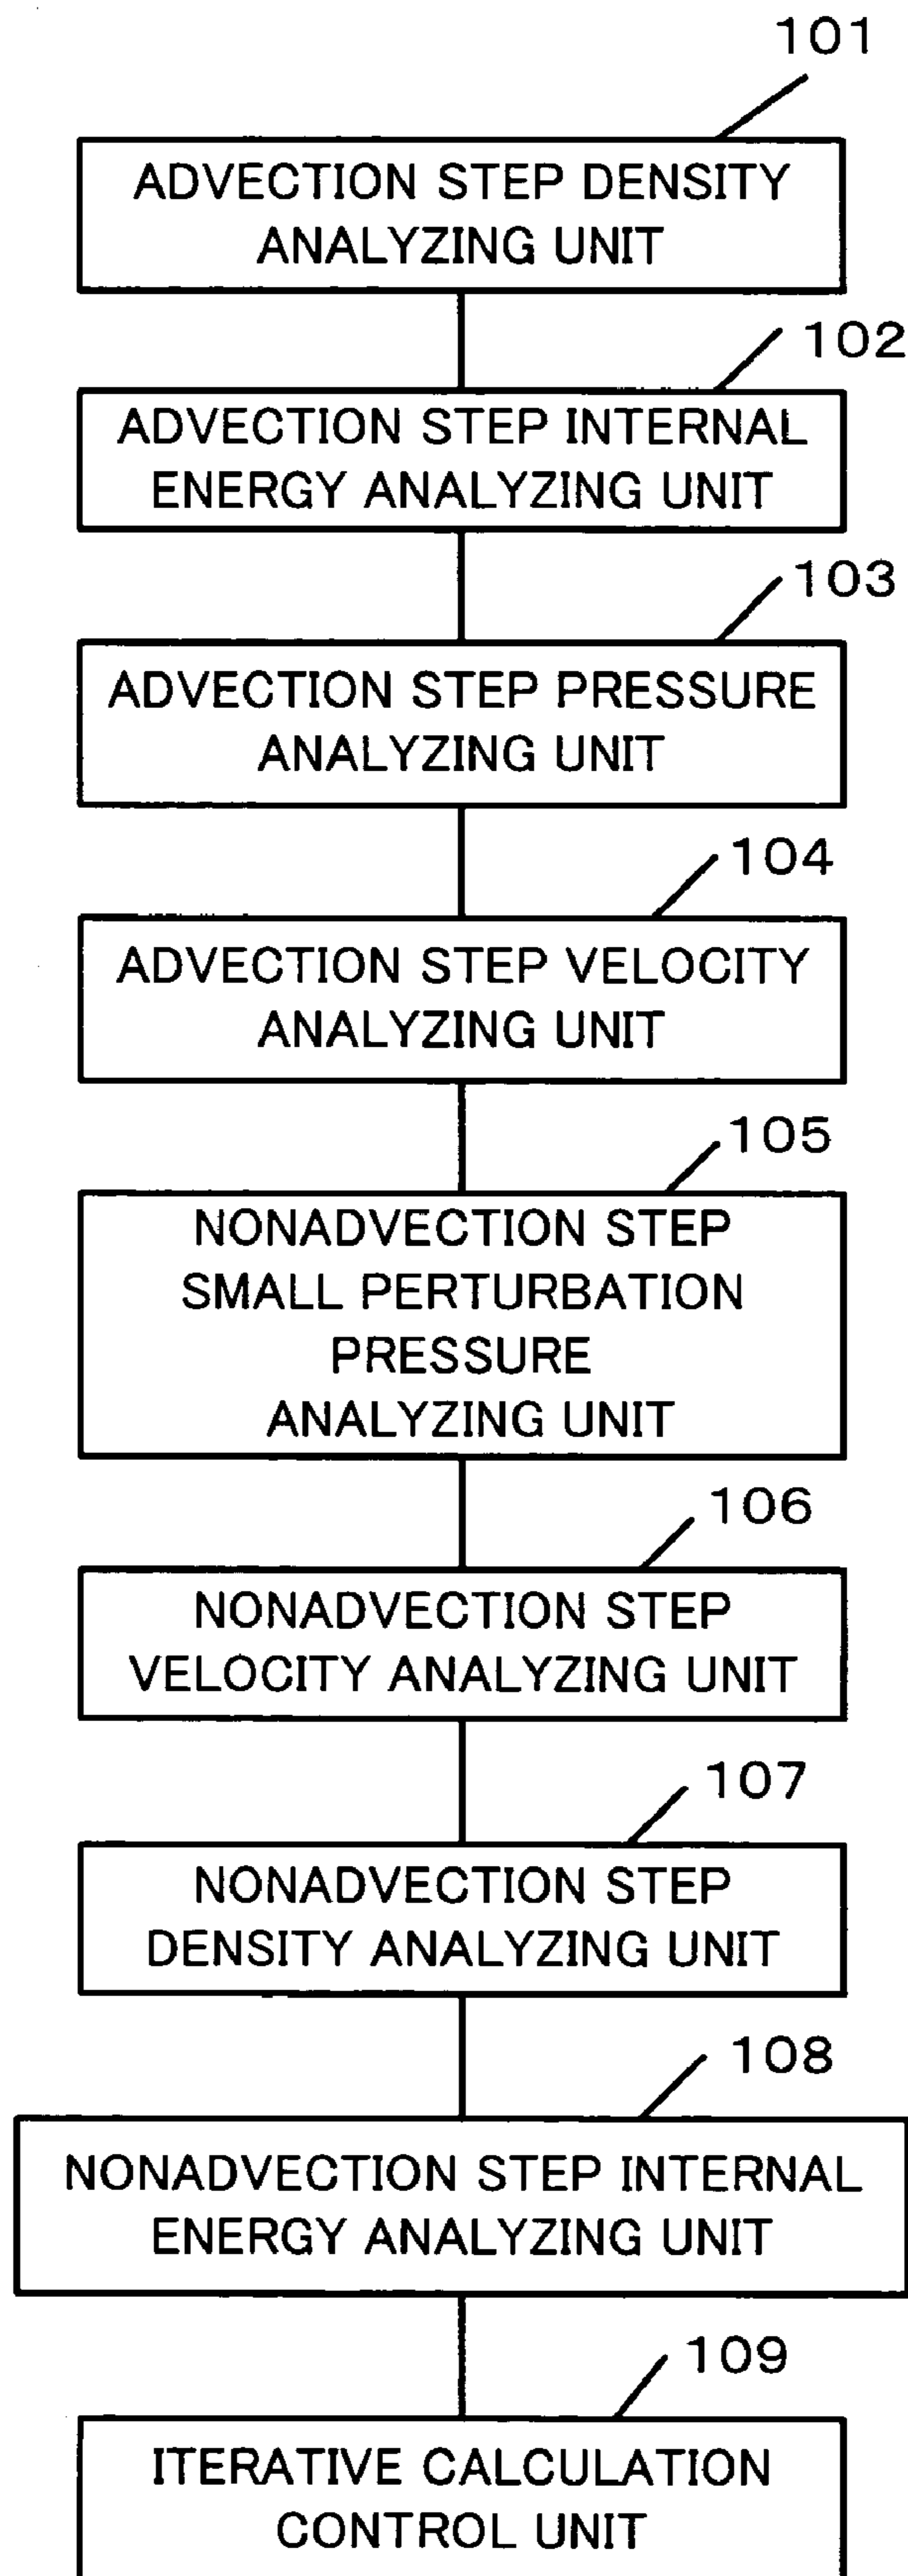 101
ADVECTION STEP DENSITY
ANALYZING UNIT
102
ADVECTION STEP INTERNAL
ENERGY ANALYZING UNIT
103
ADVECTION STEP PRESSURE
ANALYZING UNIT
104
ADVECTION STEP VELOCITY
ANALYZING UNIT
105
NONADVECTION STEP
SMALL PERTURBATION
PRESSURE
ANALYZING UNIT
106
NONADVECTION STEP
VELOCITY ANALYZING UNIT
107
NONADVECTION STEP
DENSITY ANALYZING UNIT
108
NONADVECTION STEP INTERNAL
ENERGY ANALYZING UNIT
109
ITERATIVE CALCULATION
CONTROL UNIT